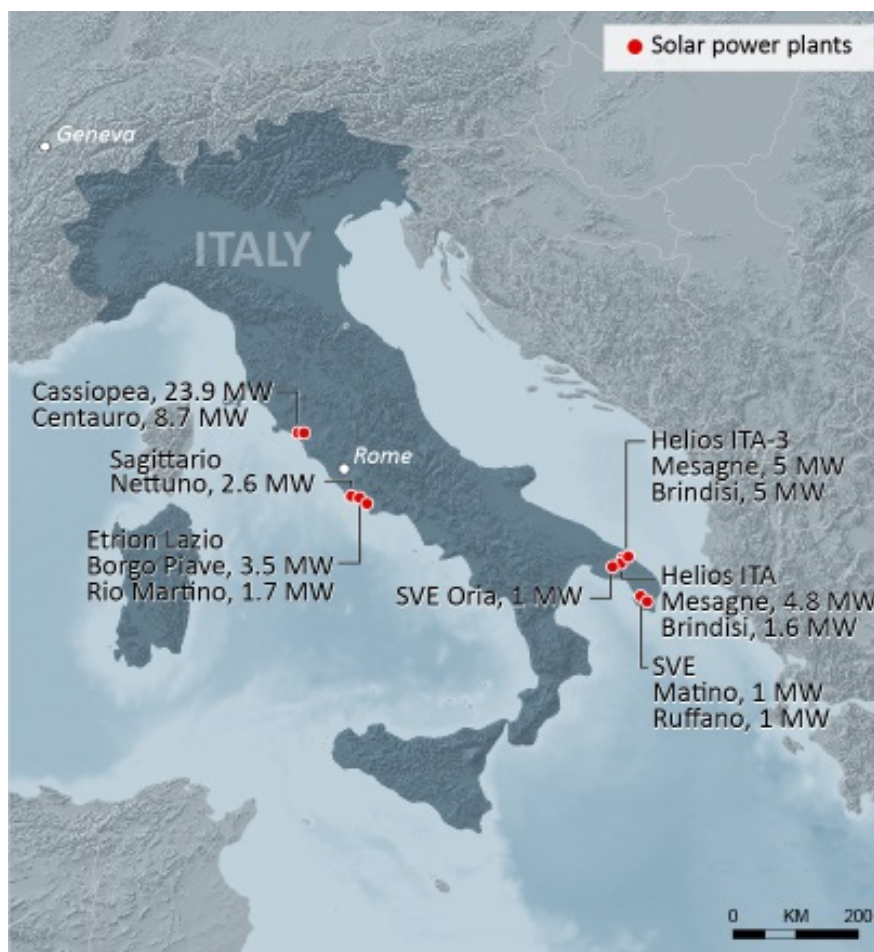 Solar power plants
Geneva
ITALY
Cassiopea, 23.9 MW
Centauro, 8.7 MW
Rome
Sagittario
Nettuno, 2.6 MW
Etrion Lazio
Borgo Piave, 3.5 MW
Rio Martino, 1.7 MW
Helios ITA-3
Mesagne, 5 MW
Brindisi, 5 MW
SVE Oria, 1 MW
Helios ITA
Mesagne, 4.8 MW
Brindisi, 1.6 MW
SVE
Matino, 1 MW
Ruffano, 1 MW
0 KM 200